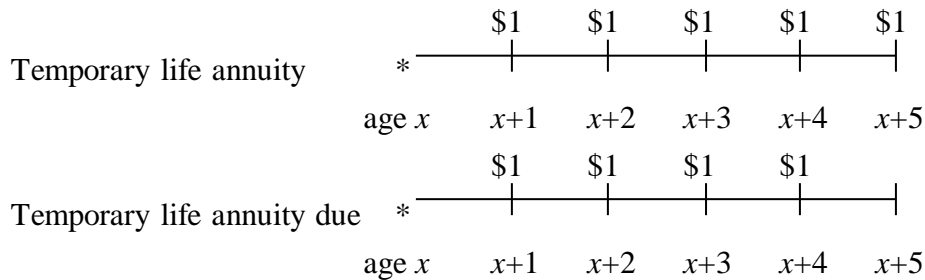 $1 $1 $1 $1 $1
Temporary life annuity *
age x x+1 x+2 x+3 x+4 x+5
$1 $1 $1 $1
Temporary life annuity due *
age x x+1 x+2 x+3 x+4 x+5